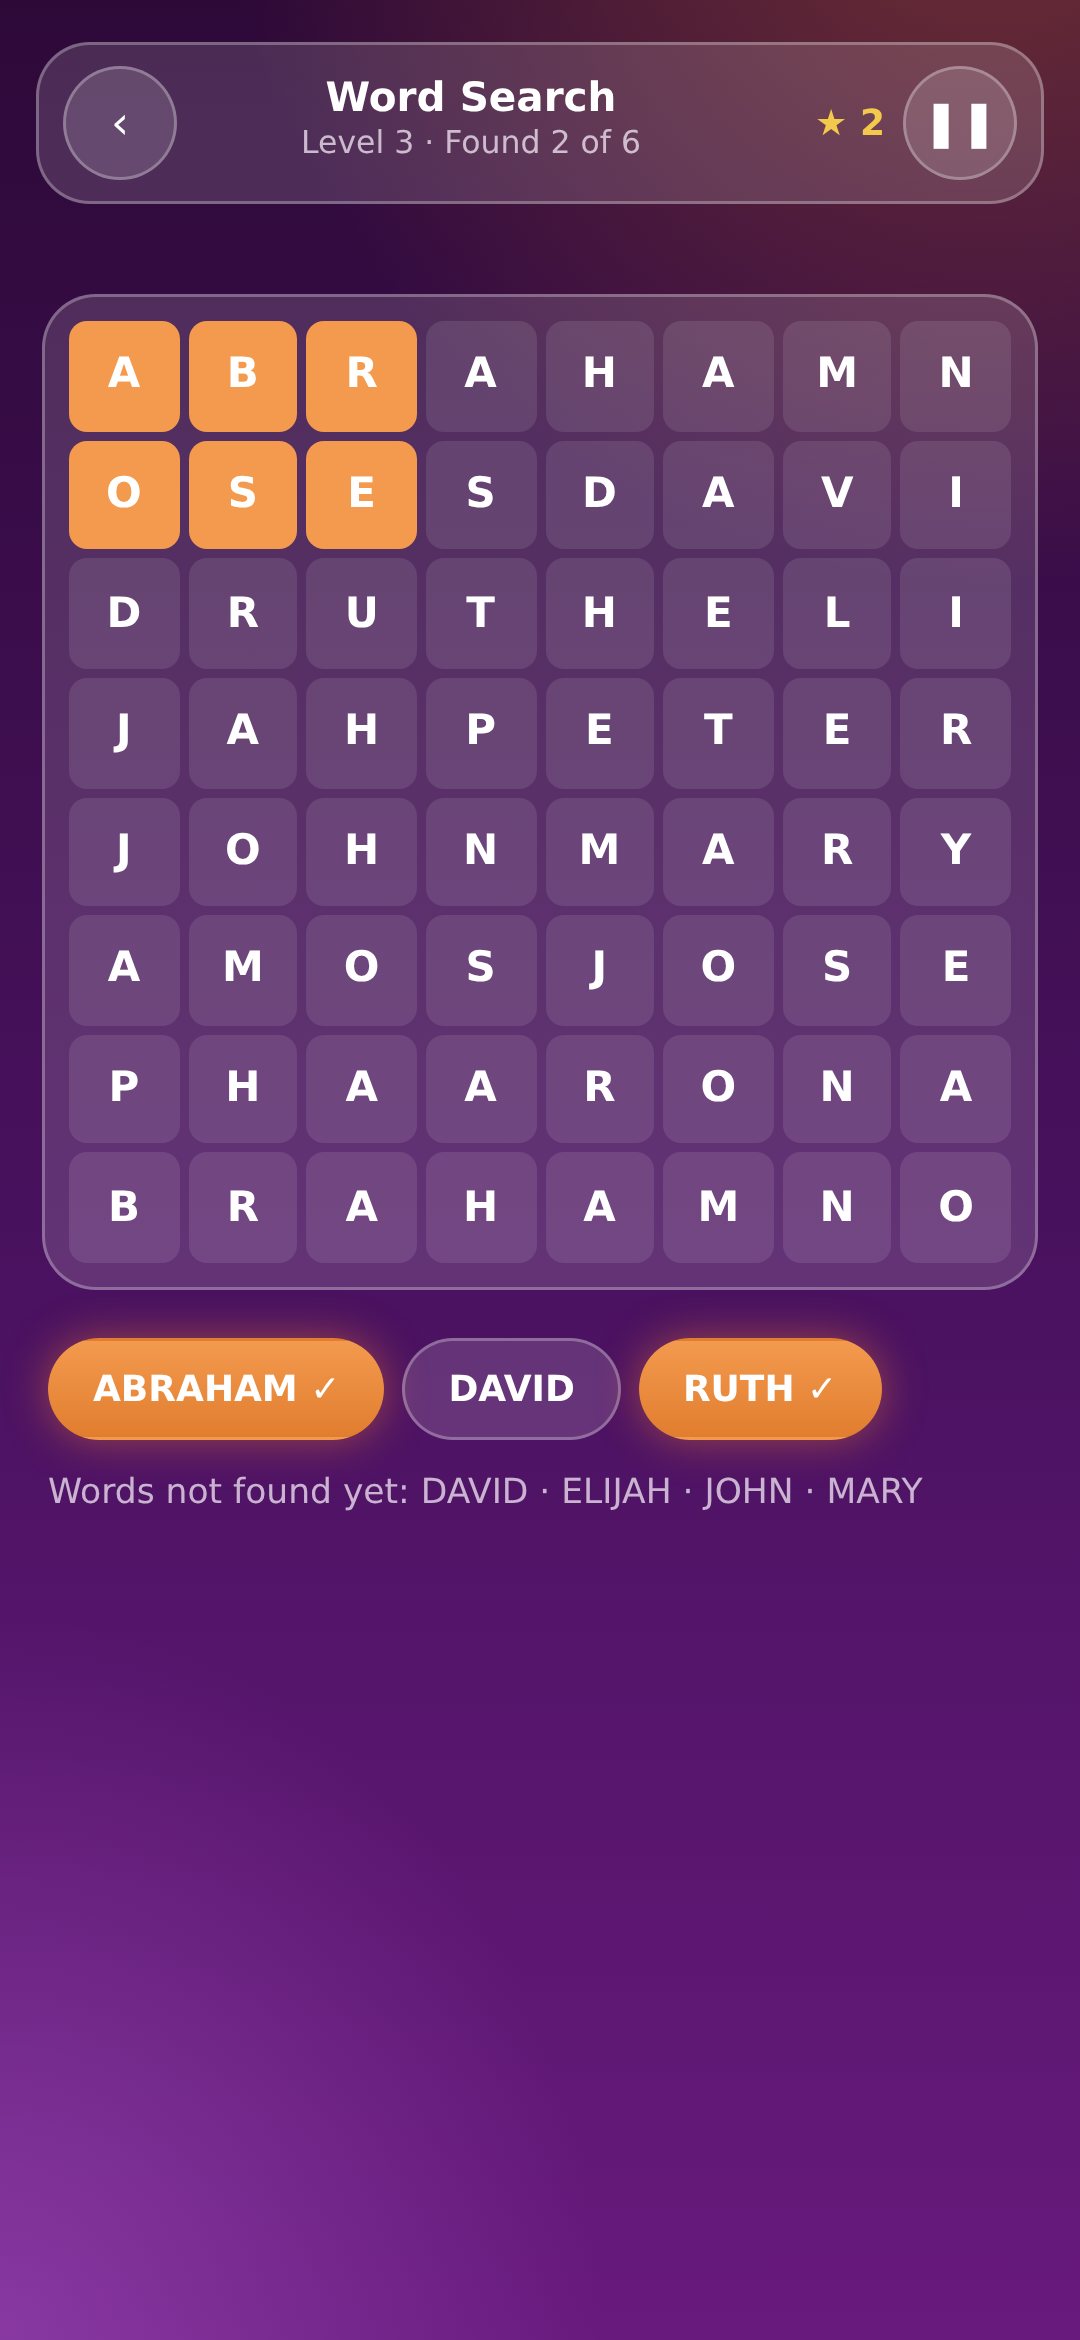 ‹
Word Search
Level 3 · Found 2 of 6
★ 2
A B R A H A M N
O S E S D A V I
D R U T H E L I
J A H P E T E R
J O H N M A R Y
A M O S J O S E
P H A A R O N A
B R A H A M N O
ABRAHAM ✓ DAVID RUTH ✓
Words not found yet: DAVID · ELIJAH · JOHN · MARY